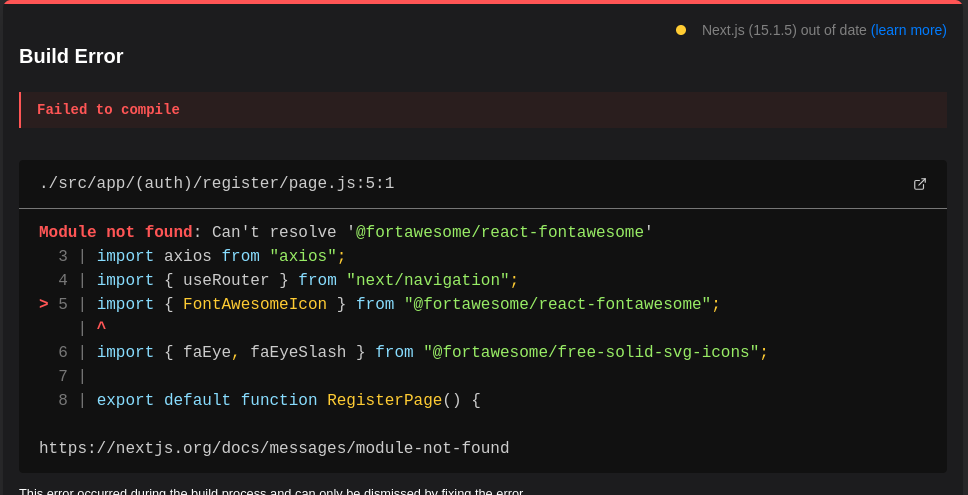 Next.js (15.1.5) out of date (learn more)
Build Error
Failed to compile
./src/app/(auth)/register/page.js:5:1
Module not found: Can't resolve '@fortawesome/react-fontawesome'
3 | import axios from "axios";
4 | import { useRouter } from "next/navigation";
> 5 | import { FontAwesomeIcon } from "@fortawesome/react-fontawesome";
| ^
6 | import { faEye, faEyeSlash } from "@fortawesome/free-solid-svg-icons";
7 |
8 | export default function RegisterPage() {
https://nextjs.org/docs/messages/module-not-found
This error occurred during the build process and can only be dismissed by fixing the error.